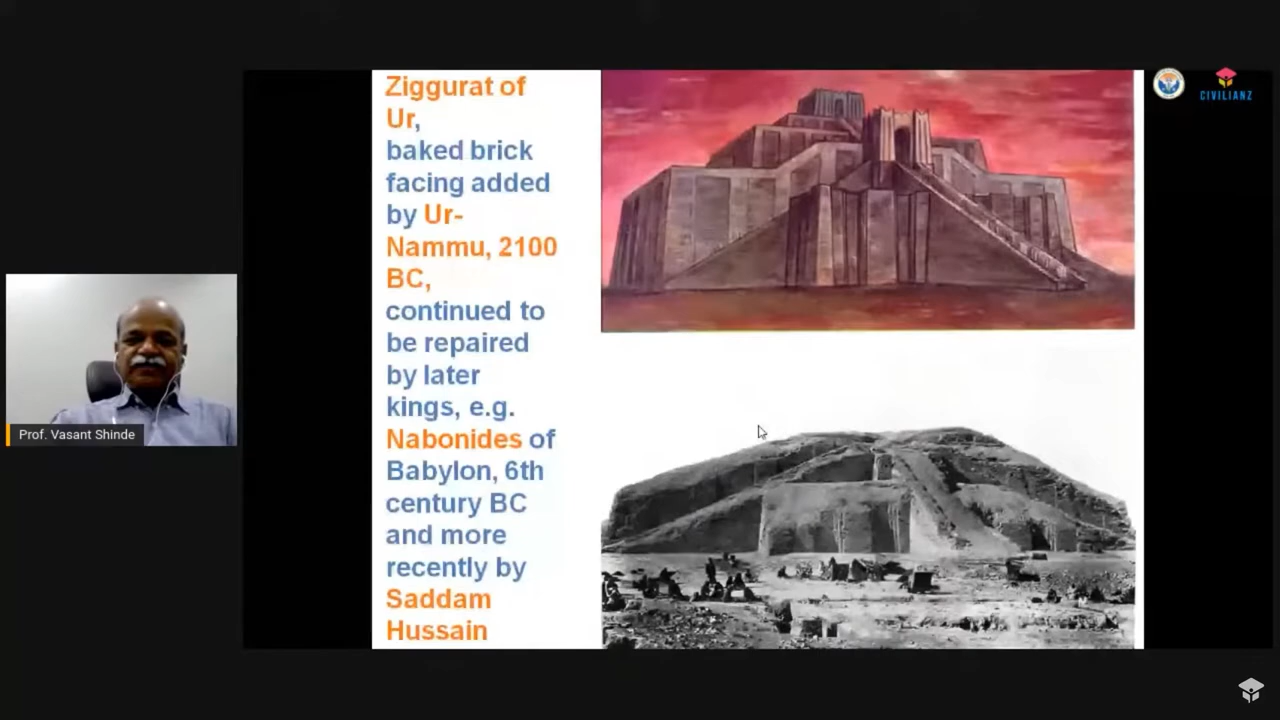 Ziggurat of
Ur,
baked brick
facing added
by Ur-
Nammu, 2100
BC,
continued to
be repaired
by later
kings, e.g.
Nabonides of
Babylon, 6th
century BC
and more
recently by
Saddam
Hussain
Prof. Vasant Shinde
CIVILIANZ